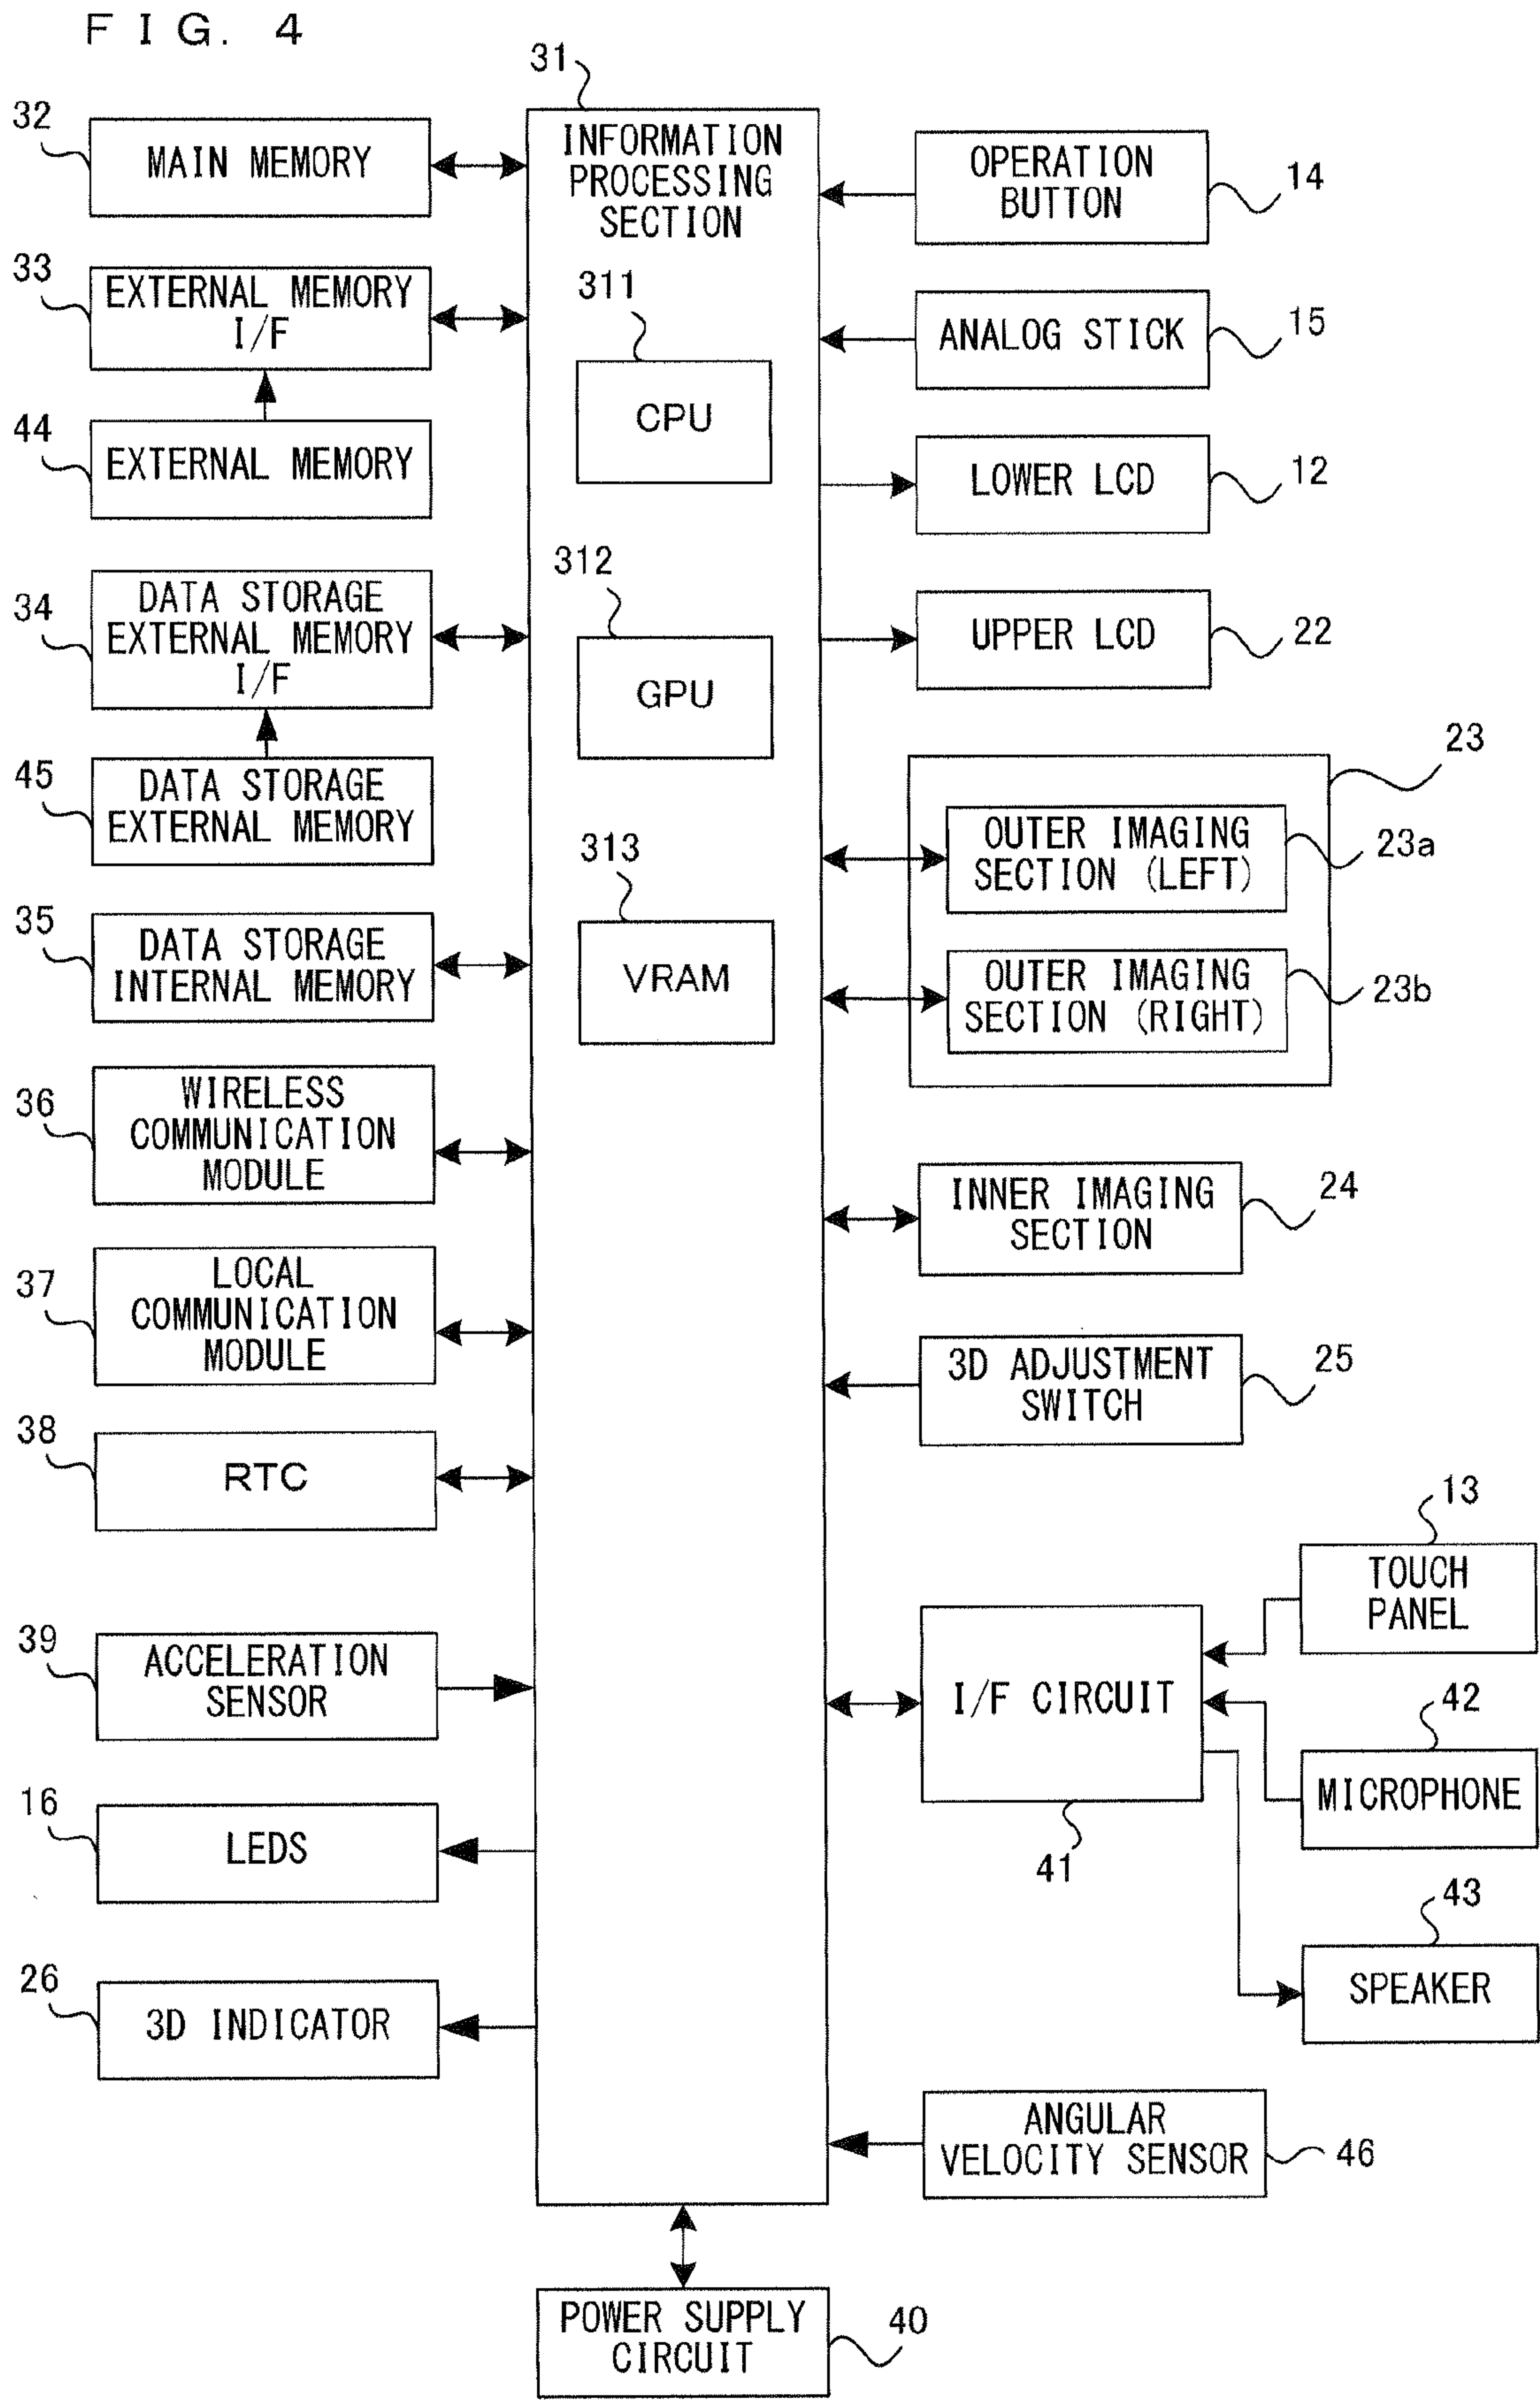 FIG. 4
31
INFORMATION
PROCESSING
SECTION
311
CPU
312
GPU
313
VRAM
32
MAIN MEMORY
33
EXTERNAL MEMORY
I/F
44
EXTERNAL MEMORY
34
DATA STORAGE
EXTERNAL MEMORY
I/F
45
DATA STORAGE
EXTERNAL MEMORY
35
DATA STORAGE
INTERNAL MEMORY
36
WIRELESS
COMMUNICATION
MODULE
37
LOCAL
COMMUNICATION
MODULE
38
RTC
39
ACCELERATION
SENSOR
16
LEDS
26
3D INDICATOR
OPERATION
BUTTON
14
ANALOG STICK
15
LOWER LCD
12
UPPER LCD
22
23
OUTER IMAGING
SECTION (LEFT)
23a
OUTER IMAGING
SECTION (RIGHT)
23b
INNER IMAGING
SECTION
24
3D ADJUSTMENT
SWITCH
25
13
TOUCH
PANEL
I/F CIRCUIT
41
42
MICROPHONE
43
SPEAKER
ANGULAR
VELOCITY SENSOR
46
POWER SUPPLY
CIRCUIT
40